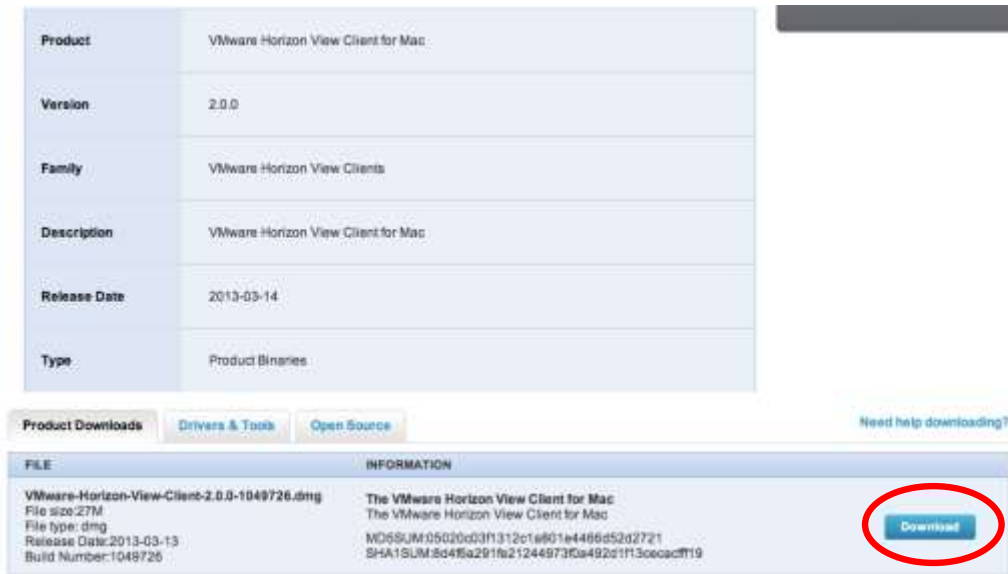 Product VMware Horizon View Client for Mac
Version 2.0.0
Family VMware Horizon View Clients
Description VMware Horizon View Client for Mac
Release Date 2013-03-14
Type Product Binaries
Product Downloads Drivers & Tools Open Source Need help downloading?
FILE INFORMATION
VMware-Horizon-View-Client-2.0.0-1049726.dmg
File size:27M
File type: dmg
Release Date:2013-03-13
Build Number:1049726
The VMware Horizon View Client for Mac
The VMware Horizon View Client for Mac
Download